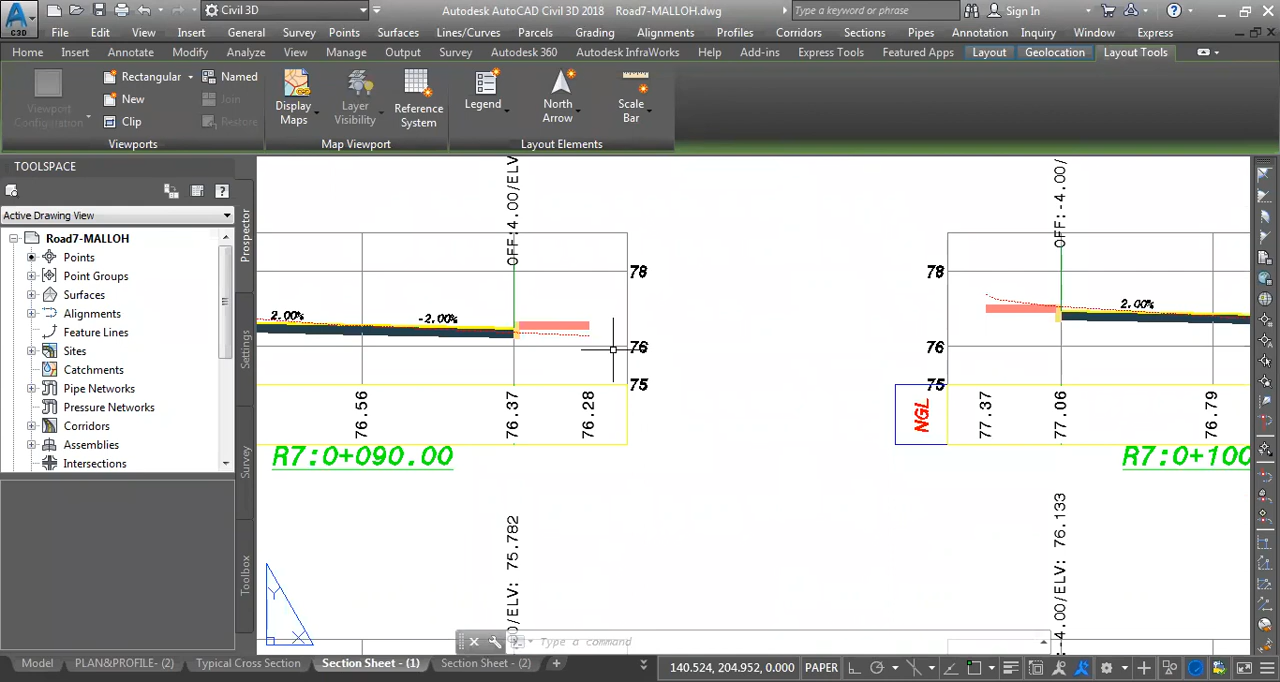 Civil 3D
Autodesk AutoCAD Civil 3D 2018 Road7-MALLOH.dwg
Type a keyword or phrase
Sign In
C3D
File Edit View Insert General Survey Points Surfaces Lines/Curves Parcels Grading Alignments Profiles Corridors Sections Pipes Annotation Inquiry Window Express
Home Insert Annotate Modify Analyze View Manage Output Survey Autodesk 360 Autodesk InfraWorks Help Add-ins Express Tools Featured Apps Layout Geolocation Layout Tools
Viewport Configuration
Rectangular
New
Clip
Named
Join
Restore
Viewports
Display Maps
Layer Visibility
Reference System
Map Viewport
Legend
North Arrow
Scale Bar
Layout Elements
TOOLSPACE
Active Drawing View
Road7-MALLOH
Points
Point Groups
Surfaces
Alignments
Feature Lines
Sites
Catchments
Pipe Networks
Pressure Networks
Corridors
Assemblies
Intersections
Prospector
Settings
Survey
Toolbox
OFF:4.00/ELV
78
2.00%
-2.00%
76
75
76.56
76.37
76.28
R7:0+090.00
0/ELV: 75.782
OFF:-4.00/
78
2.00%
76
75
NGL
77.37
77.06
76.79
R7:0+100
-4.00/ELV: 76.133
Y
X
Type a command
Model PLAN&PROFILE- (2) Typical Cross Section Section Sheet - (1) Section Sheet - (2)
140.524, 204.952, 0.000 PAPER